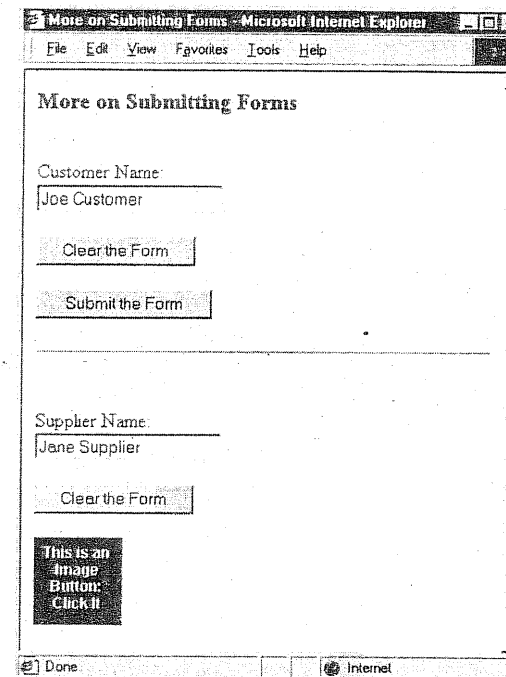 More on Submitting Forms - Microsoft Internet Explorer
File Edit View Favorites Tools Help
More on Submitting Forms
Customer Name:
Joe Customer
Clear the Form
Submit the Form
Supplier Name:
Jane Supplier
Clear the Form
This is an
Image
Button:
Click It
Done
Internet